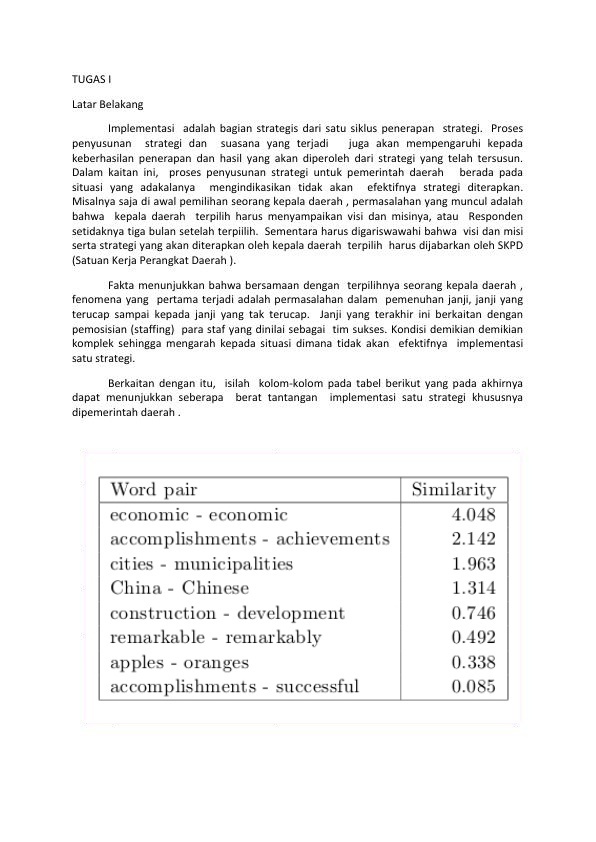 TUGAS I
Latar Belakang
Implementasi adalah bagian strategis dari satu siklus penerapan strategi. Proses
penyusunan strategi dan suasana yang terjadi juga akan mempengaruhi kepada
keberhasilan penerapan dan hasil yang akan diperoleh dari strategi yang telah tersusun.
Dalam kaitan ini, proses penyusunan strategi untuk pemerintah daerah berada pada
situasi yang adakalanya mengindikasikan tidak akan efektifnya strategi diterapkan.
Misalnya saja di awal pemilihan seorang kepala daerah , permasalahan yang muncul adalah
bahwa kepala daerah terpilih harus menyampaikan visi dan misinya, atau Responden
setidaknya tiga bulan setelah terpiilih. Sementara harus digariswawahi bahwa visi dan misi
serta strategi yang akan diterapkan oleh kepala daerah terpilih harus dijabarkan oleh SKPD
(Satuan Kerja Perangkat Daerah ).
Fakta menunjukkan bahwa bersamaan dengan terpilihnya seorang kepala daerah ,
fenomena yang pertama terjadi adalah permasalahan dalam pemenuhan janji, janji yang
terucap sampai kepada janji yang tak terucap. Janji yang terakhir ini berkaitan dengan
pemosisian (staffing) para staf yang dinilai sebagai tim sukses. Kondisi demikian demikian
komplek sehingga mengarah kepada situasi dimana tidak akan efektifnya implementasi
satu strategi.
Berkaitan dengan itu, isilah kolom-kolom pada tabel berikut yang pada akhirnya
dapat menunjukkan seberapa berat tantangan implementasi satu strategi khususnya
dipemerintah daerah .
Word pair Similarity
economic - economic 4.048
accomplishments - achievements 2.142
cities - municipalities 1.963
China - Chinese 1.314
construction - development 0.746
remarkable - remarkably 0.492
apples - oranges 0.338
accomplishments - successful 0.085